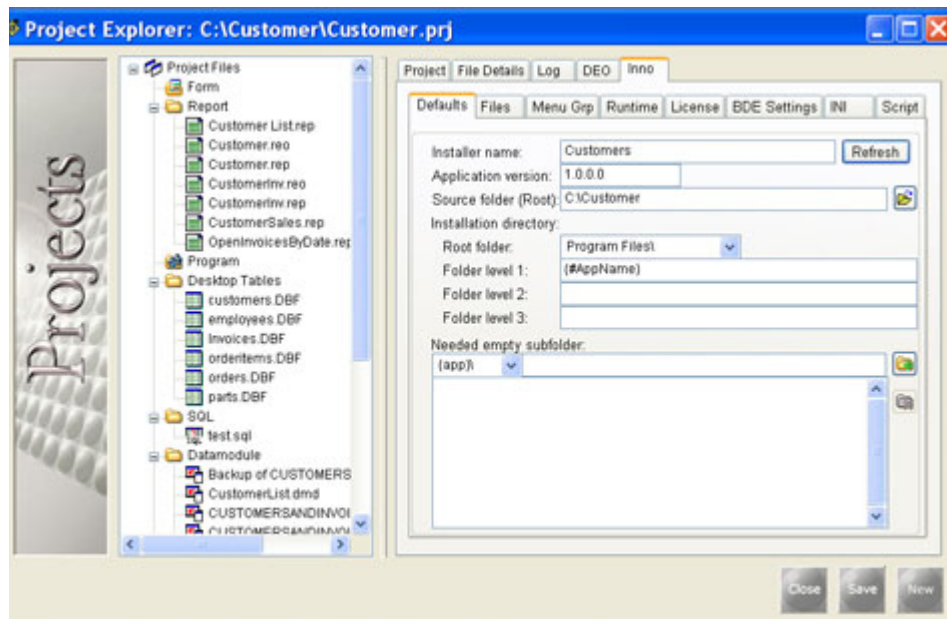 Project Explorer: C:\Customer\Customer.prj
Projects
Project Files
Form
Report
Customer List.rep
Customer.reo
Customer.rep
CustomerInv.reo
CustomerInv.rep
CustomerSales.rep
OpenInvoicesByDate.rep
Program
Desktop Tables
customers.DBF
employees.DBF
Invoices.DBF
orderitems.DBF
orders.DBF
parts.DBF
SQL
test.sql
Datamodule
Backup of CUSTOMERS
CustomerList.dmd
CUSTOMERSANDINVOI
CUSTOMERSANDINVOI
Project File Details Log DEO Inno
Defaults Files Menu Grp Runtime License BDE Settings INI Script
Installer name: Customers Refresh
Application version: 1.0.0.0
Source folder (Root): C:\Customer
Installation directory:
Root folder: Program Files\
Folder level 1: {#AppName}
Folder level 2:
Folder level 3:
Needed empty subfolder:
{app}\
Close Save New